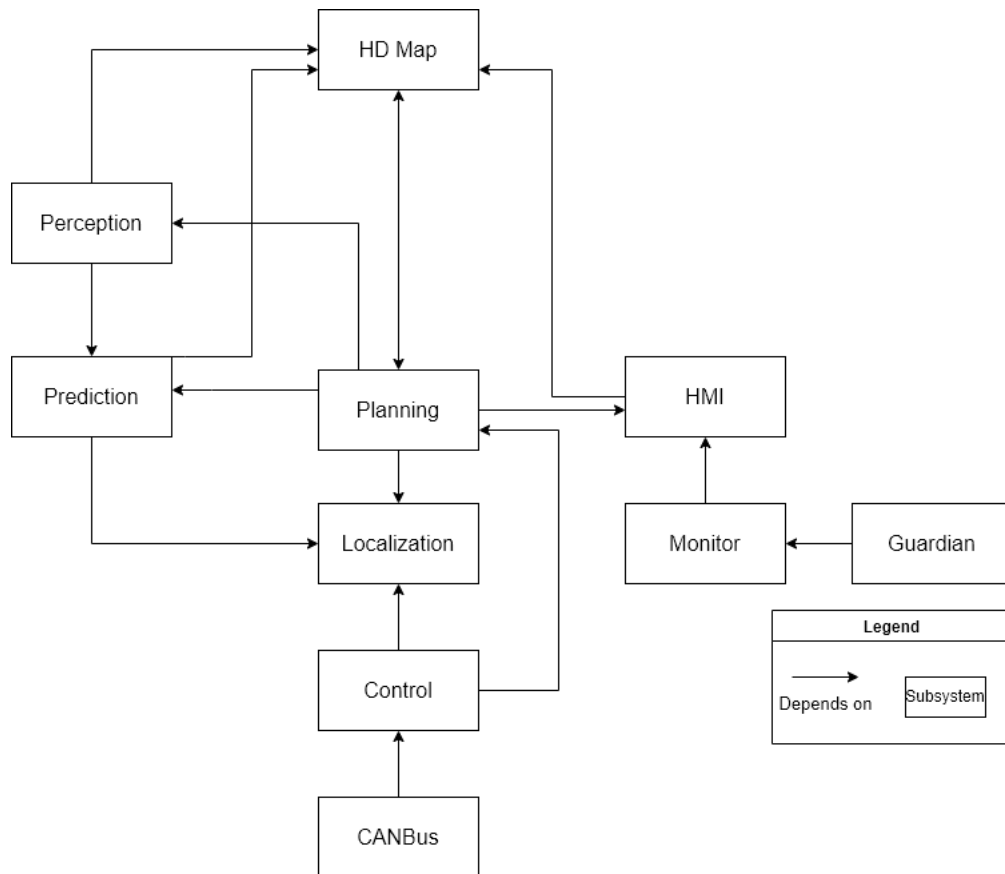 HD Map
Perception
Prediction
Planning
HMI
Localization
Monitor
Guardian
Control
CANBus
Legend
Depends on
Subsystem